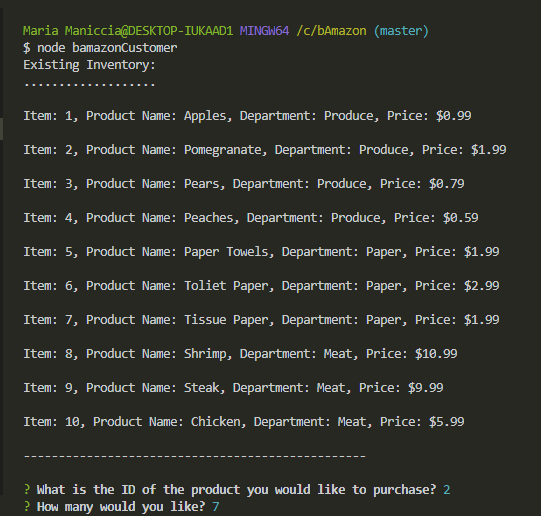 Maria Maniccia@DESKTOP-IUKAAD1 MINGW64 /c/bAmazon (master)
$ node bamazonCustomer
Existing Inventory:
...................
Item: 1, Product Name: Apples, Department: Produce, Price: $0.99
Item: 2, Product Name: Pomegranate, Department: Produce, Price: $1.99
Item: 3, Product Name: Pears, Department: Produce, Price: $0.79
Item: 4, Product Name: Peaches, Department: Produce, Price: $0.59
Item: 5, Product Name: Paper Towels, Department: Paper, Price: $1.99
Item: 6, Product Name: Toliet Paper, Department: Paper, Price: $2.99
Item: 7, Product Name: Tissue Paper, Department: Paper, Price: $1.99
Item: 8, Product Name: Shrimp, Department: Meat, Price: $10.99
Item: 9, Product Name: Steak, Department: Meat, Price: $9.99
Item: 10, Product Name: Chicken, Department: Meat, Price: $5.99
-------------------------------------------------
? What is the ID of the product you would like to purchase? 2
? How many would you like? 7